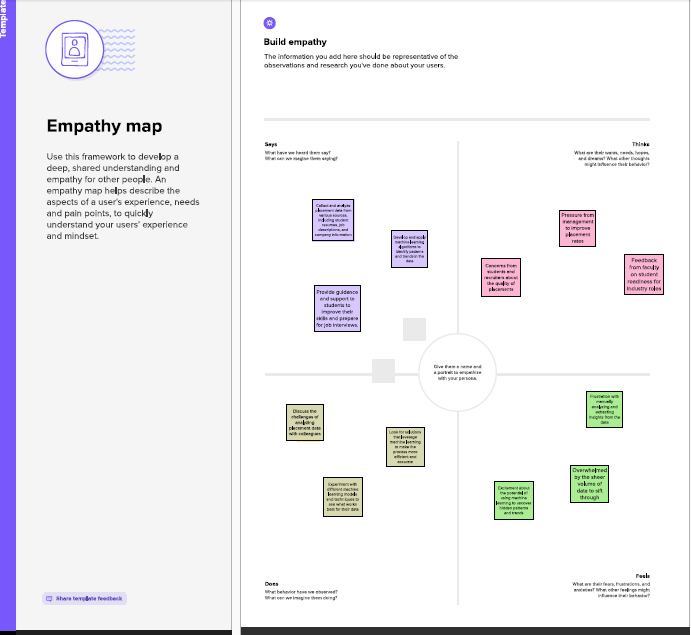 Template
Empathy map
Use this framework to develop a
deep, shared understanding and
empathy for other people. An
empathy map helps describe the
aspects of a user's experience, needs
and pain points, to quickly
understand your users' experience
and mindset.
Share template feedback
Build empathy
The information you add here should be representative of the
observations and research you've done about your users.
Says
What have we heard them say?
What can we imagine them saying?
Thinks
What are their wants, needs, hopes,
and dreams? What other thoughts
might influence their behavior?
Collect and analyze
placement data from
various sources,
including student
resumes, job
descriptions, and
company information
Develop and apply
machine learning
algorithms to
identify patterns
and trends in the
data
Provide guidance
and support to
students to
improve their
skills and prepare
for job interviews.
Pressure from
management
to improve
placement
rates
Concerns from
students and
recruiters about
the quality of
placements
Feedback
from faculty
on student
readiness for
industry roles
Give them a name and
a portrait to empathize
with your persona.
Discuss the
challenges of
analyzing
placement data
with colleagues
Look for solutions
that leverage
machine learning
to make the
process more
efficient and
accurate
Experiment with
different machine
learning models
and techniques to
see what works
best for their data
Frustration with
manually
analyzing and
extracting
insights from the
data
Overwhelmed
by the sheer
volume of
data to sift
through
Excitement about
the potential of
using machine
learning to uncover
hidden patterns
and trends
Does
What behavior have we observed?
What can we imagine them doing?
Feels
What are their fears, frustrations, and
anxieties? What other feelings might
influence their behavior?